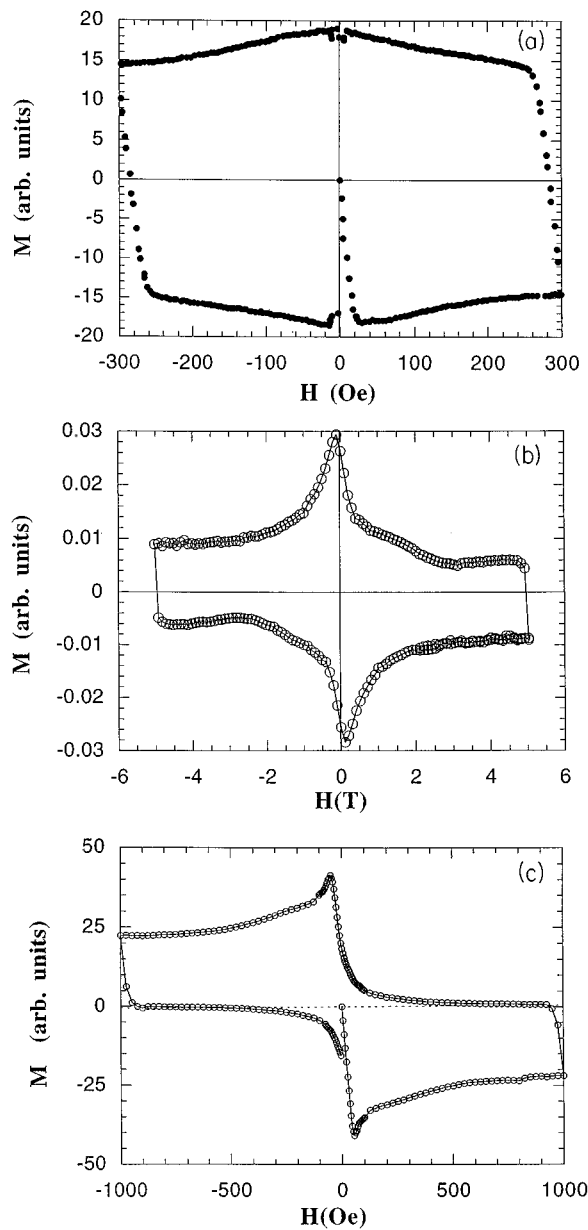 20
(a)
15
10
5
0
-5
-10
-15
-20
M (arb. units)
-300 -200 -100 0 100 200 300
H (Oe)
0.03
(b)
0.02
0.01
0
-0.01
-0.02
-0.03
M (arb. units)
-6 -4 -2 0 2 4 6
H(T)
50
(c)
25
0
-25
-50
M (arb. units)
-1000 -500 0 500 1000
H(Oe)